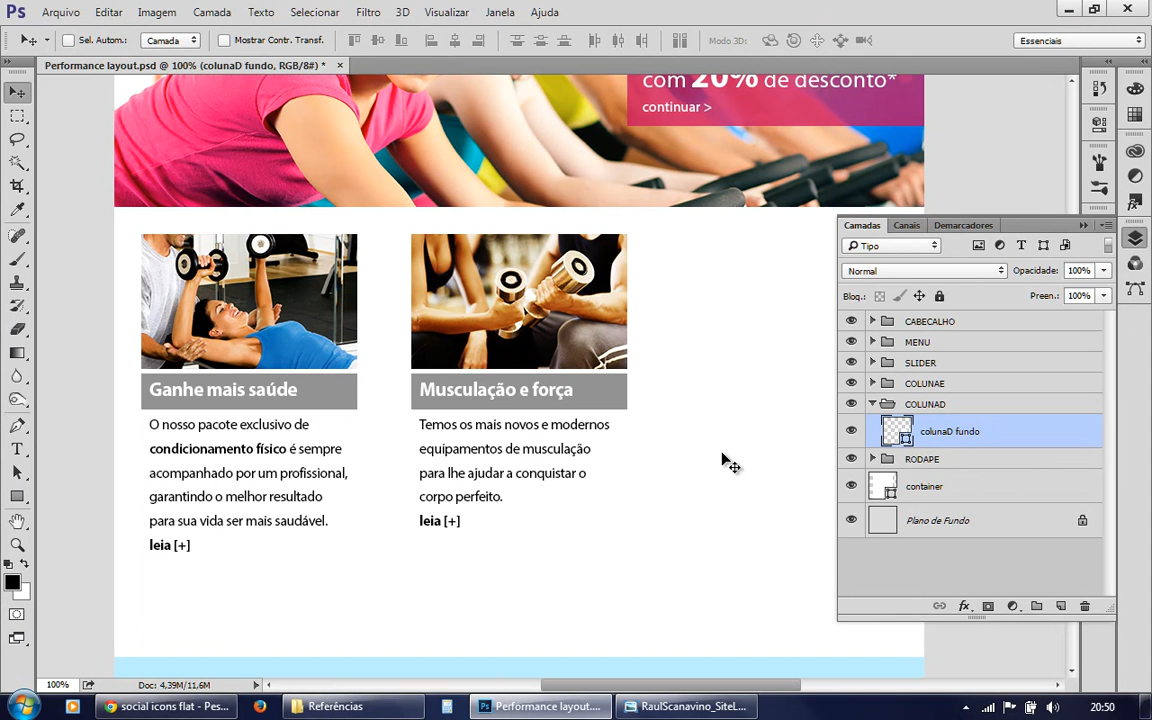 Ps Arquivo Editar Imagem Camada Texto Selecionar Filtro 3D Visualizar Janela Ajuda
Sel. Autom.: Camada Mostrar Contr. Transf. Modo 3D: Essenciais
Performance layout.psd @ 100% (colunaD fundo, RGB/8#) * ×
com 20% de desconto*
continuar >
Camadas Canais Demarcadores
Tipo
Normal Opacidade: 100%
Bloq.: Preen.: 100%
CABECALHO
MENU
SLIDER
COLUNAE
COLUNAD
colunaD fundo
RODAPE
container
Plano de Fundo
Ganhe mais saúde
O nosso pacote exclusivo de
condicionamento físico é sempre
acompanhado por um profissional,
garantindo o melhor resultado
para sua vida ser mais saudável.
leia [+]
Musculação e força
Temos os mais novos e modernos
equipamentos de musculação
para lhe ajudar a conquistar o
corpo perfeito.
leia [+]
fx
100% Doc: 4,39M/11,6M
social icons flat - Pes... Referências Performance layout.... RaulScanavino_SiteL... 20:50